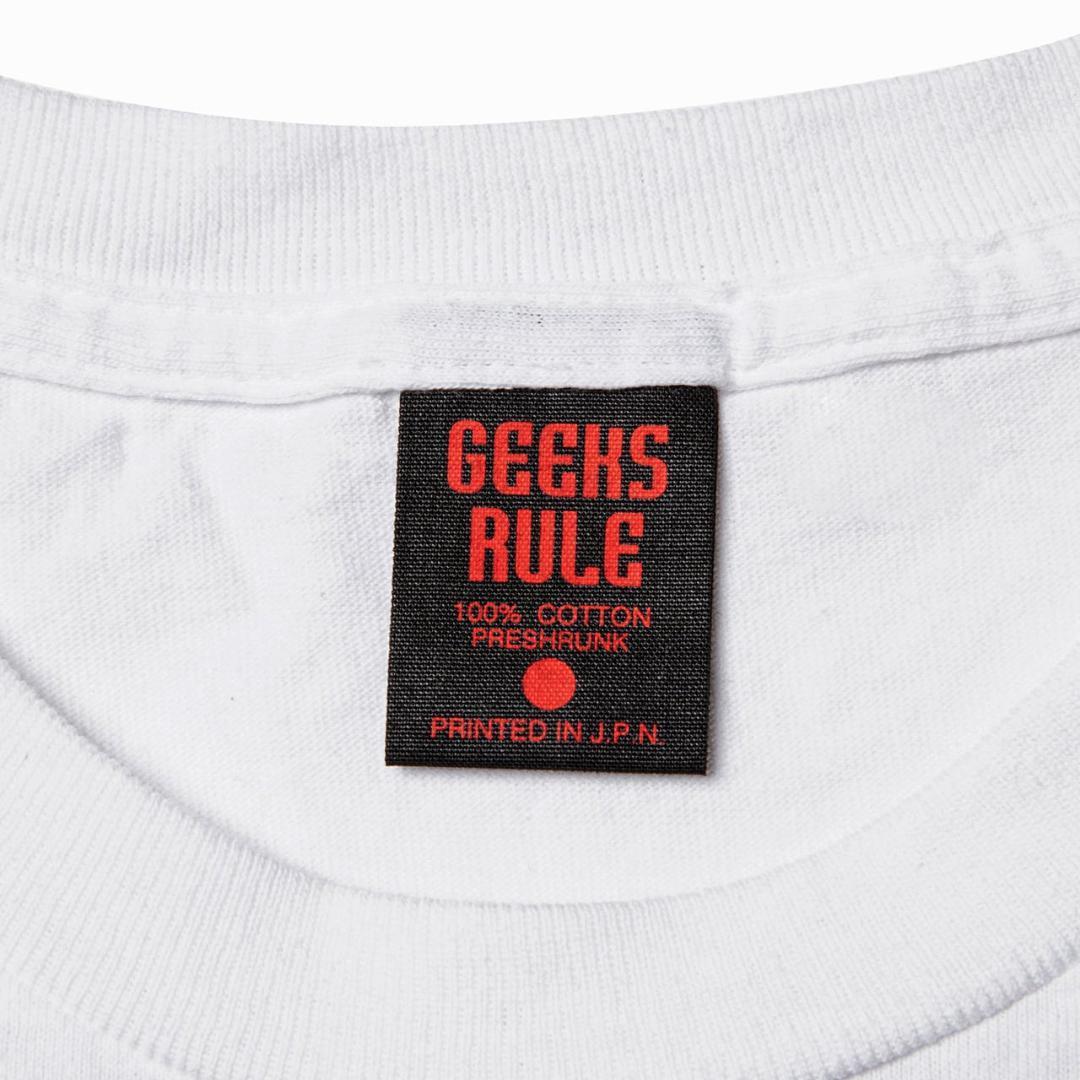 GEEKS
RULE
100% COTTON
PRESHRUNK
PRINTED IN J.P.N.